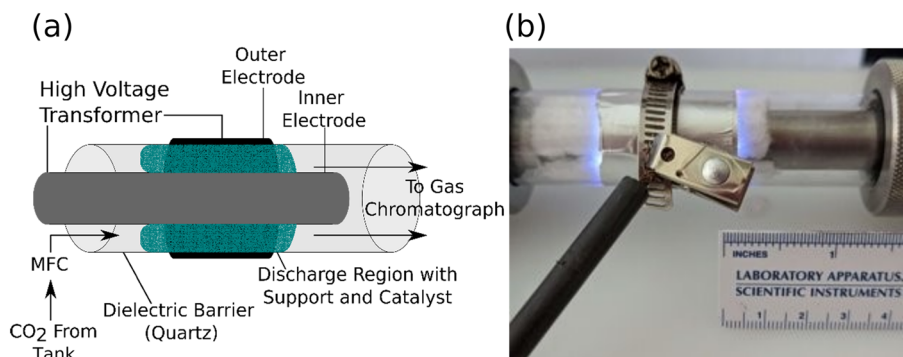 (a)
Outer
Electrode
High Voltage
Transformer
Inner
Electrode
To Gas
Chromatograph
MFC
Discharge Region with
Support and Catalyst
Dielectric Barrier
(Quartz)
CO2 From
Tank
(b)
INCHES 1
LABORATORY APPARATUS.
SCIENTIFIC INSTRUMENTS
1 2 3 4